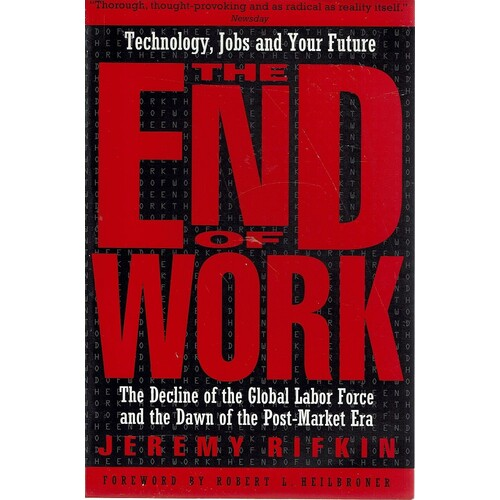 "Thorough, thought-provoking and as radical as reality itself."
Newsday
Technology, Jobs and Your Future
THE
END
OF
WORK
The Decline of the Global Labor Force
and the Dawn of the Post-Market Era
JEREMY RIFKIN
FOREWORD BY ROBERT L. HEILBRONER